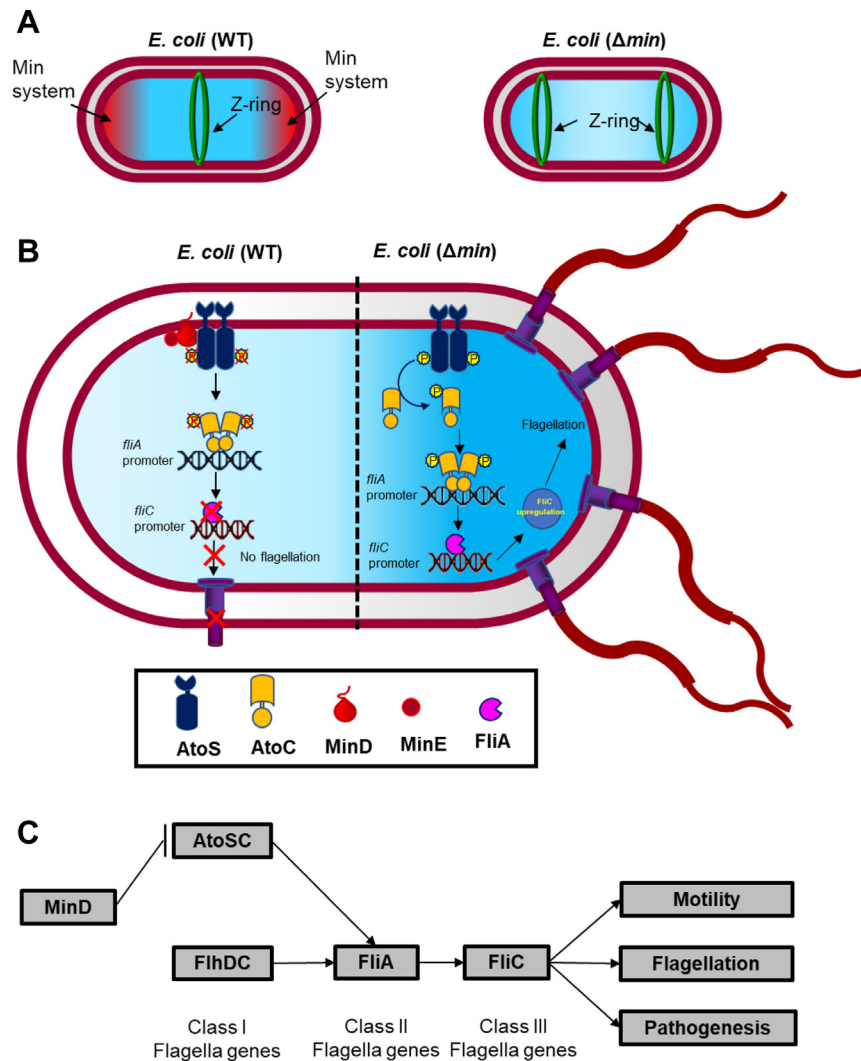 A
E. coli (WT)
E. coli (Δmin)
Min
system
Min
system
Z-ring
Z-ring
B
E. coli (WT)
E. coli (Δmin)
P
P
P
P
P
P
P
P
P
fliA
promoter
fliC
promoter
No flagellation
fliA
promoter
fliC
promoter
FliC
upregulation
Flagellation
AtoS
AtoC
MinD
MinE
FliA
C
AtoSC
MinD
Motility
FlhDC
FliA
FliC
Flagellation
Pathogenesis
Class I
Flagella genes
Class II
Flagella genes
Class III
Flagella genes